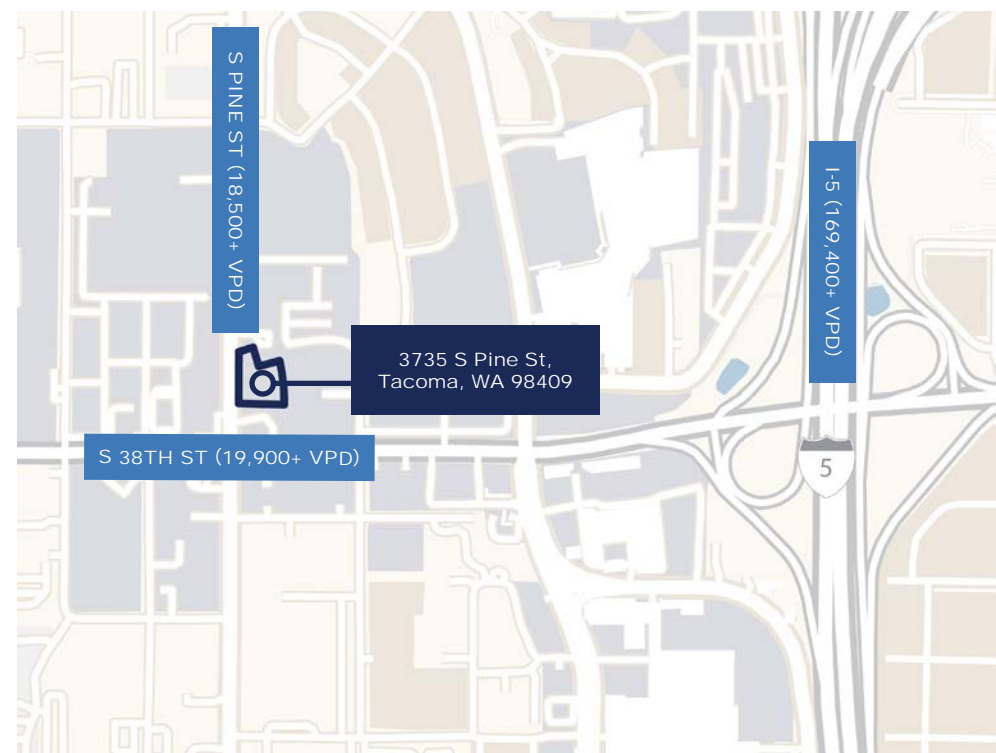 S PINE ST (18,500+ VPD)
I-5 (169,400+ VPD)
3735 S Pine St,
Tacoma, WA 98409
S 38TH ST (19,900+ VPD)
5